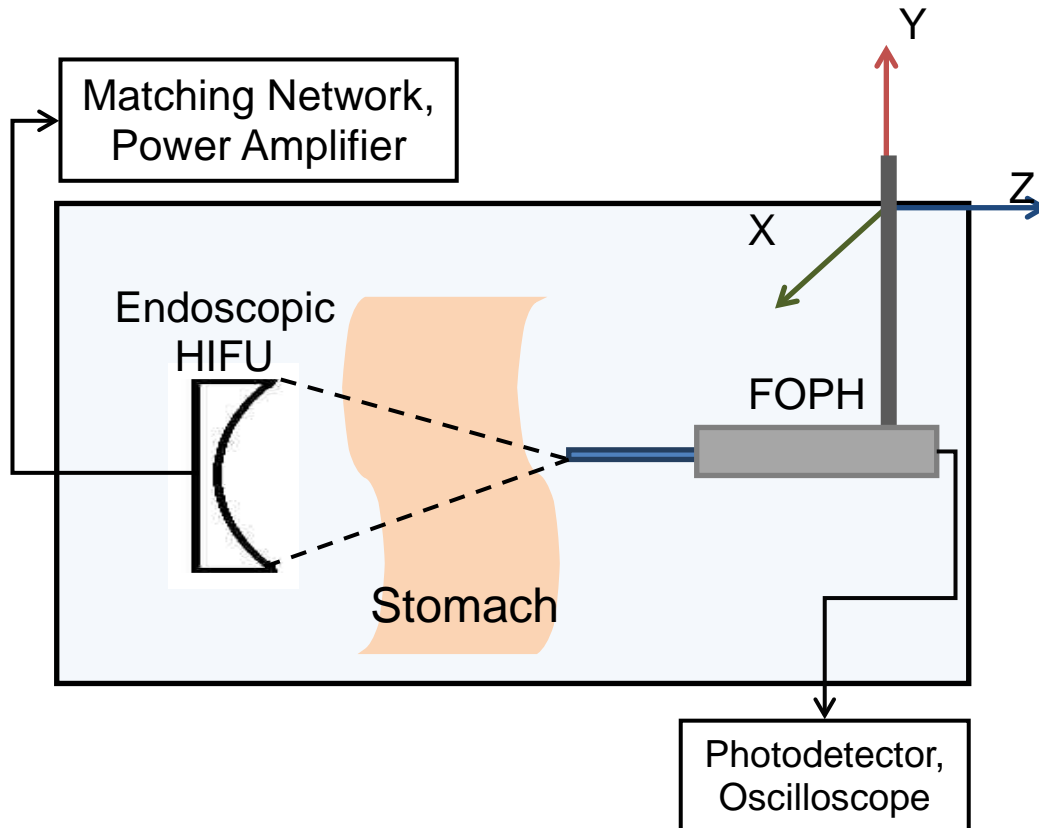 Y
Matching Network,
Power Amplifier
Z
X
Endoscopic
HIFU
FOPH
Stomach
Photodetector,
Oscilloscope